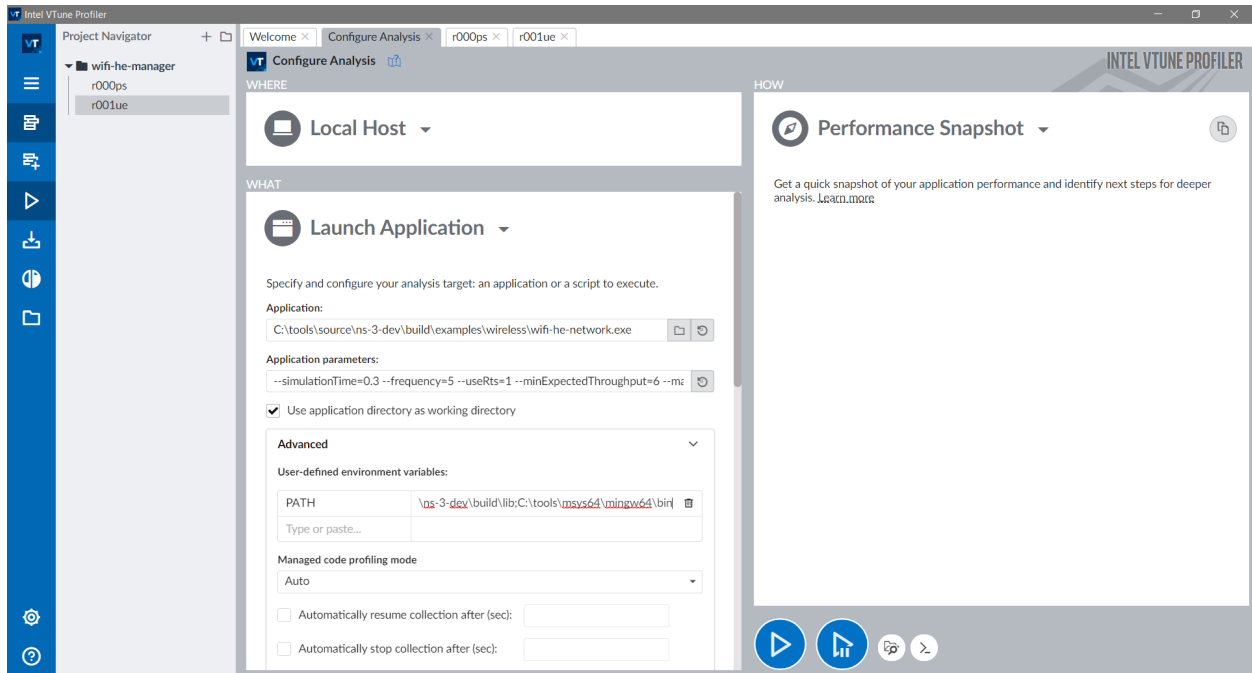 Intel VTune Profiler
Project Navigator
wifi-he-manager
r000ps
r001ue
Welcome
Configure Analysis
r000ps
r001ue
Configure Analysis
INTEL VTUNE PROFILER
WHERE
Local Host
WHAT
Launch Application
Specify and configure your analysis target: an application or a script to execute.
Application:
C:\tools\source\ns-3-dev\build\examples\wireless\wifi-he-network.exe
Application parameters:
--simulationTime=0.3 --frequency=5 --useRts=1 --minExpectedThroughput=6 --ma
Use application directory as working directory
Advanced
User-defined environment variables:
PATH
\ns-3-dev\build\lib;C:\tools\msys64\mingw64\bin
Type or paste...
Managed code profiling mode
Auto
Automatically resume collection after (sec):
Automatically stop collection after (sec):
HOW
Performance Snapshot
Get a quick snapshot of your application performance and identify next steps for deeper
analysis. Learn more